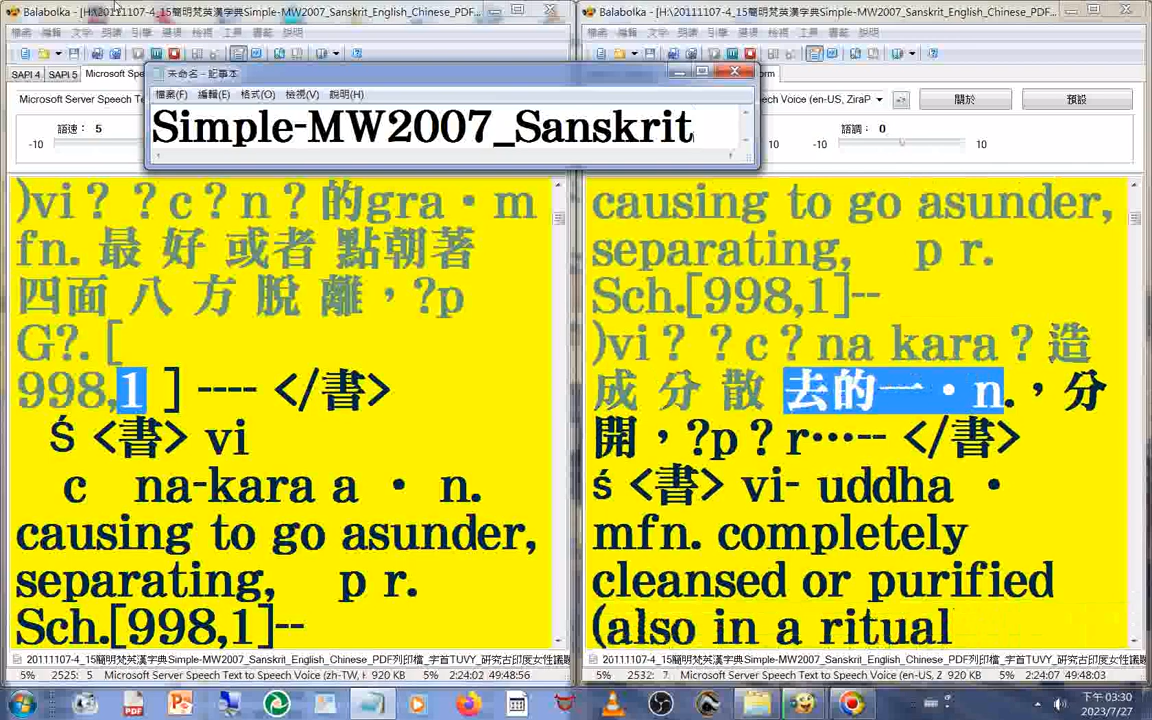 Balabolka - [H:\20111107-4_15簡明梵英漢字典Simple-MW2007_Sanskrit_English_Chinese_PDF...
Balabolka - [H:\20111107-4_15簡明梵英漢字典Simple-MW2007_Sanskrit_English_Chinese_PDF...
SAPI 4 SAPI 5 Microsoft Spe
未命名 - 記事本
檔案(F) 編輯(E) 格式(O) 檢視(V) 說明(H)
Simple-MW2007_Sanskrit
Microsoft Server Speech Te
語速： 5
-10
ech Voice (en-US, ZiraP
關於
預設
語調： 0
10
-10
10
)vi？？c？n？的gra・m
fn. 最 好 或者 點朝著
四面 八 方 脫 離，?p
G?. [
998,1 ] ---- </書>
Ś <書> vi
c na-kara a ・ n.
causing to go asunder,
separating, p r.
Sch.[998,1]--
causing to go asunder,
separating, p r.
Sch.[998,1]--
)vi？？c？na kara？造
成 分 散 去的一・n.，分
開，?p？r…-- </書>
ś <書> vi- uddha ・
mfn. completely
cleansed or purified
(also in a ritual
20111107-4_15簡明梵英漢字典Simple-MW2007_Sanskrit_English_Chinese_PDF列印檔_字首TUVY_研究古印度女性議題
20111107-4_15簡明梵英漢字典Simple-MW2007_Sanskrit_English_Chinese_PDF列印檔_字首TUVY_研究古印度女性議題
5% 2525: 5 Microsoft Server Speech Text to Speech Voice (zh-TW, H 920 KB 2:24:02 49:48:56
5% 2532: 7 Microsoft Server Speech Text to Speech Voice (en-US, Z 920 KB 2:24:02 49:48:03
下午 03:30
2023/7/27